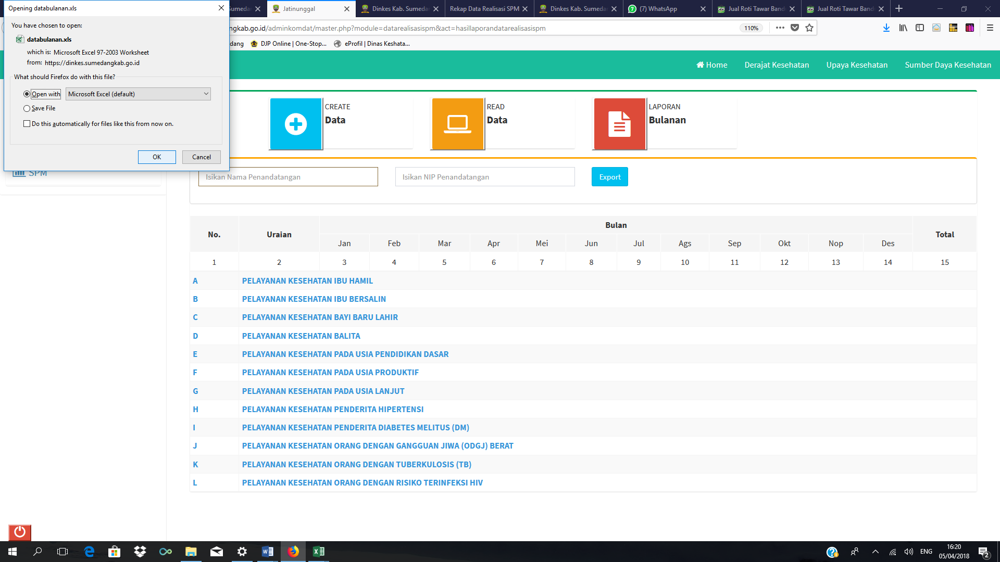 Opening databulanan.xls
You have chosen to open:
databulanan.xls
which is: Microsoft Excel 97-2003 Worksheet
from: https://dinkes.sumedangkab.go.id
What should Firefox do with this file?
Open with
Microsoft Excel (default)
Save File
Do this automatically for files like this from now on.
OK
Cancel
Jatinunggal
Dinkes Kab. Sumeda
Rekap Data Realisasi SPM
Dinkes Kab. Sumeda
(7) WhatsApp
Jual Roti Tawar Band
Jual Roti Tawar Band
ngkab.go.id/adminkomdat/master.php?module=datarealisasispm&act=hasillaporandatarealisasispm
110%
dang
DJP Online | One-Stop...
eProfil | Dinas Keshata...
Home
Derajat Kesehatan
Upaya Kesehatan
Sumber Daya Kesehatan
CREATE
Data
READ
Data
LAPORAN
Bulanan
SPM
Isikan Nama Penandatangan
Isikan NIP Penandatangan
Export
No. Uraian Bulan Total
Jan Feb Mar Apr Mei Jun Jul Ags Sep Okt Nop Des
1 2 3 4 5 6 7 8 9 10 11 12 13 14 15
A PELAYANAN KESEHATAN IBU HAMIL
B PELAYANAN KESEHATAN IBU BERSALIN
C PELAYANAN KESEHATAN BAYI BARU LAHIR
D PELAYANAN KESEHATAN BALITA
E PELAYANAN KESEHATAN PADA USIA PENDIDIKAN DASAR
F PELAYANAN KESEHATAN PADA USIA PRODUKTIF
G PELAYANAN KESEHATAN PADA USIA LANJUT
H PELAYANAN KESEHATAN PENDERITA HIPERTENSI
I PELAYANAN KESEHATAN PENDERITA DIABETES MELITUS (DM)
J PELAYANAN KESEHATAN ORANG DENGAN GANGGUAN JIWA (ODGJ) BERAT
K PELAYANAN KESEHATAN ORANG DENGAN TUBERKULOSIS (TB)
L PELAYANAN KESEHATAN ORANG DENGAN RISIKO TERINFEKSI HIV
ENG
16:20
05/04/2018
2